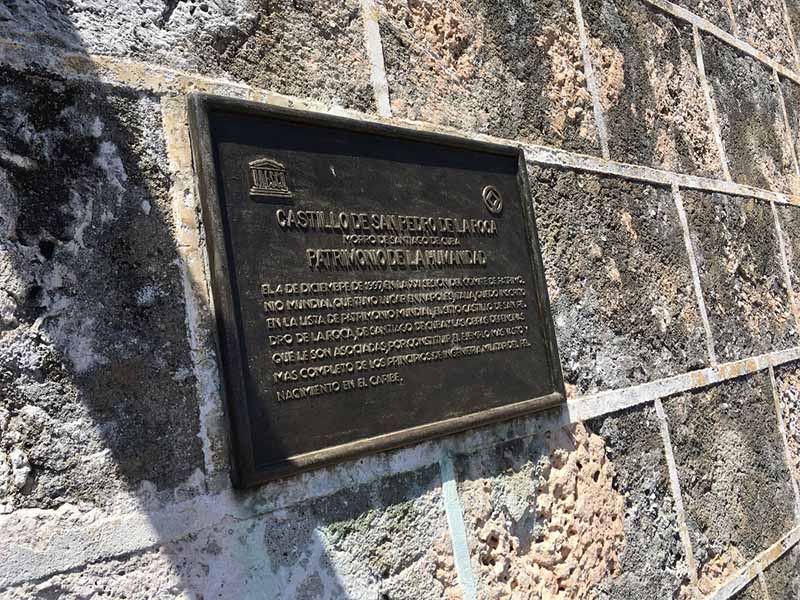 UNESCO
CASTILLO DE SAN PEDRO DE LA ROCA
MORRO DE SANTIAGO DE CUBA
PATRIMONIO DE LA HUMANIDAD
EL 4 DE DICIEMBRE DE 1997, EN LA XXI SESION DEL COMITE DE PATRIMO
NIO MUNDIAL QUE TUVO LUGAR EN NAPOLES, ITALIA, QUEDO INSCRITO
EN LA LISTA DE PATRIMONIO MUNDIAL, EL SITIO CASTILLO DE SAN PE
DRO DE LA ROCA, DE SANTIAGO DE CUBA Y LAS OBRAS DEFENSIVAS
QUE LE SON ASOCIADAS, POR CONSTITUIR EL EJEMPLO MAS VASTO Y
MAS COMPLETO DE LOS PRINCIPIOS DE INGENIERIA MILITAR DEL RE
NACIMIENTO EN EL CARIBE.